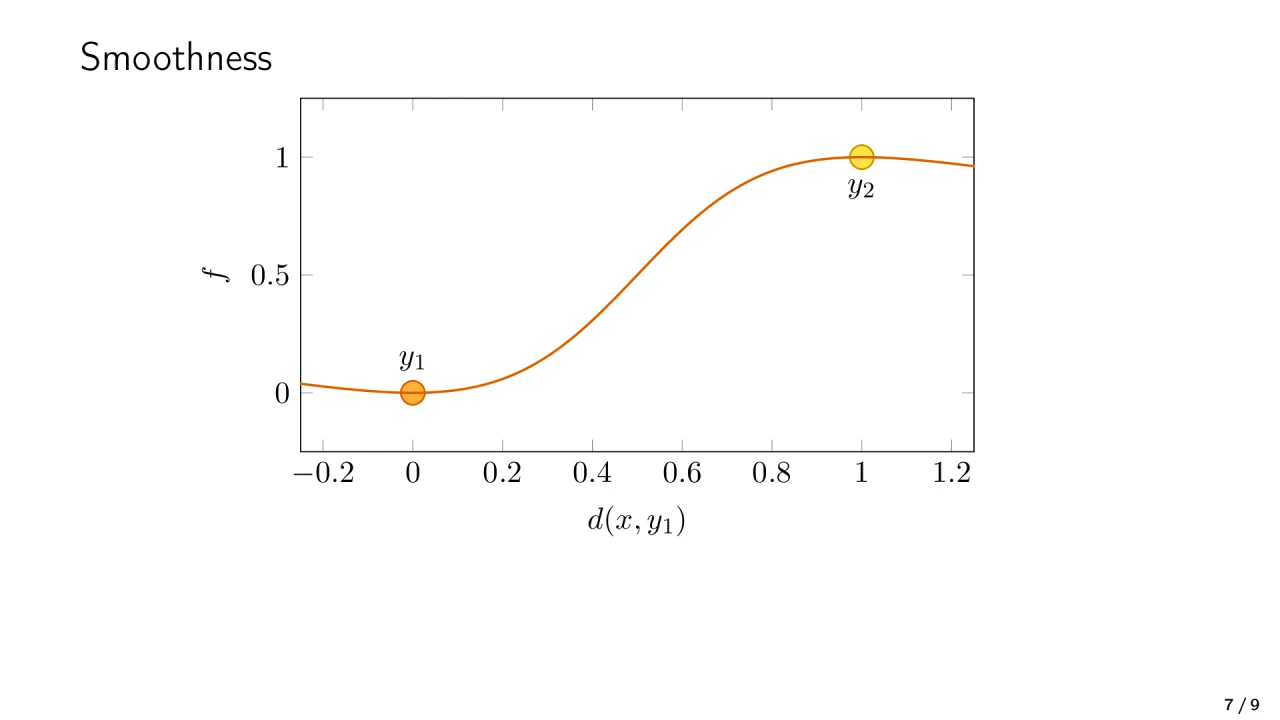 Smoothness
1
y₂
f
0.5
y₁
0
−0.2 0 0.2 0.4 0.6 0.8 1 1.2
d(x, y₁)
7 / 9